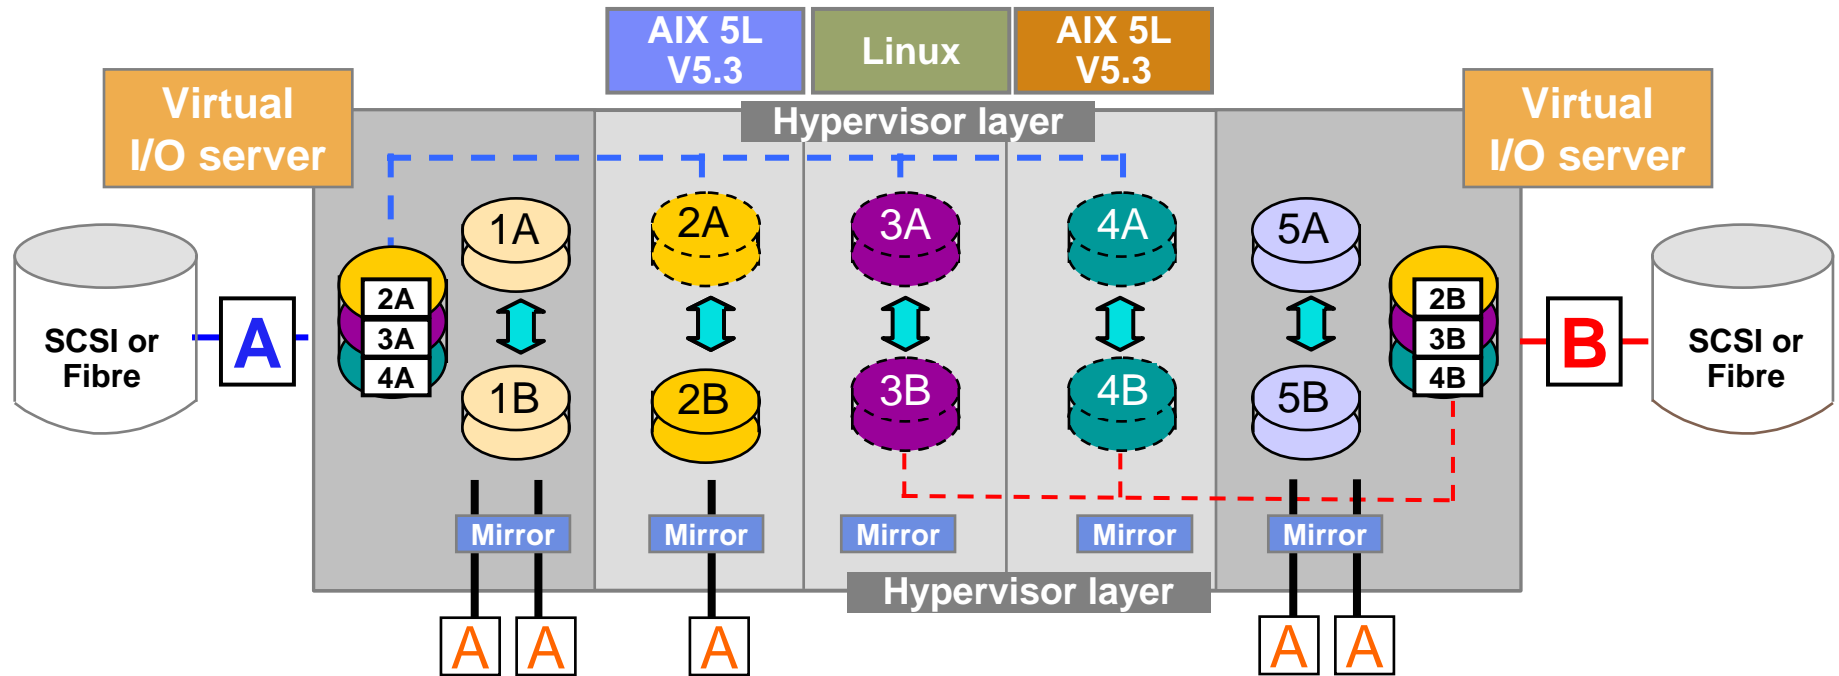 AIX 5L
V5.3
Linux
AIX 5L
V5.3
Virtual
I/O server
Hypervisor layer
Virtual
I/O server
1A
2A
3A
4A
5A
SCSI or
Fibre
A
2A
3A
4A
2B
3B
4B
B
SCSI or
Fibre
1B
2B
3B
4B
5B
Mirror
Mirror
Mirror
Mirror
Mirror
Hypervisor layer
A
A
A
A
A